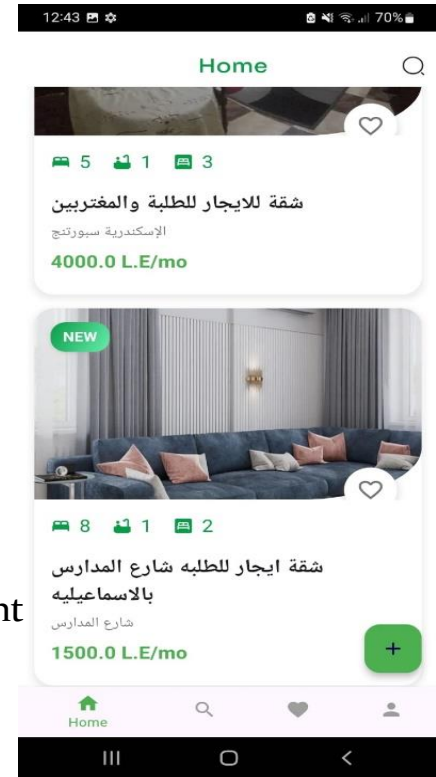 12:43
70%
Home
5 1 3
شقة للايجار للطلبة والمغتربين
الإسكندرية سبورتنج
4000.0 L.E/mo
NEW
8 1 2
شقة ايجار للطلبه شارع المدارس
بالاسماعيليه
شارع المدارس
1500.0 L.E/mo
+
Home
nt